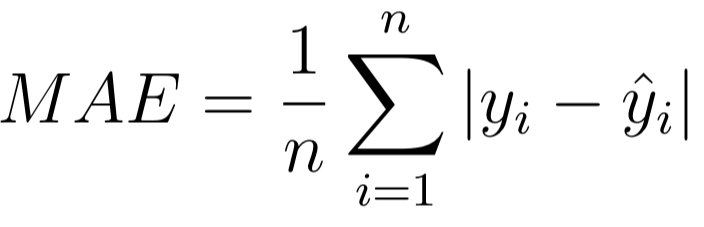 MAE = \frac{1}{n} \sum_{i=1}^{n} |y_i - \hat{y}_i|